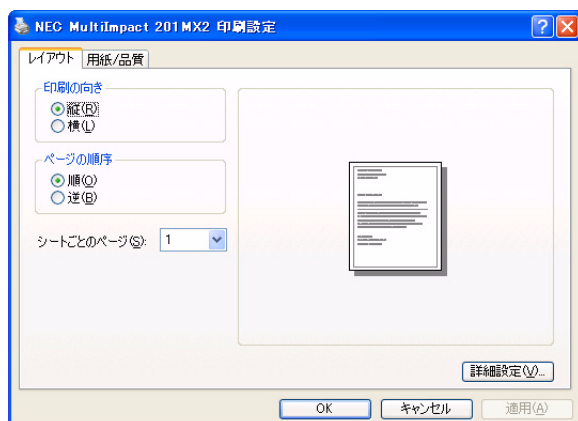 NEC MultiImpact 201MX2 印刷設定
レイアウト 用紙/品質
印刷の向き
縦(R)
横(L)
ページの順序
順(O)
逆(B)
シートごとのページ(S): 1
詳細設定(V)...
OK キャンセル 適用(A)